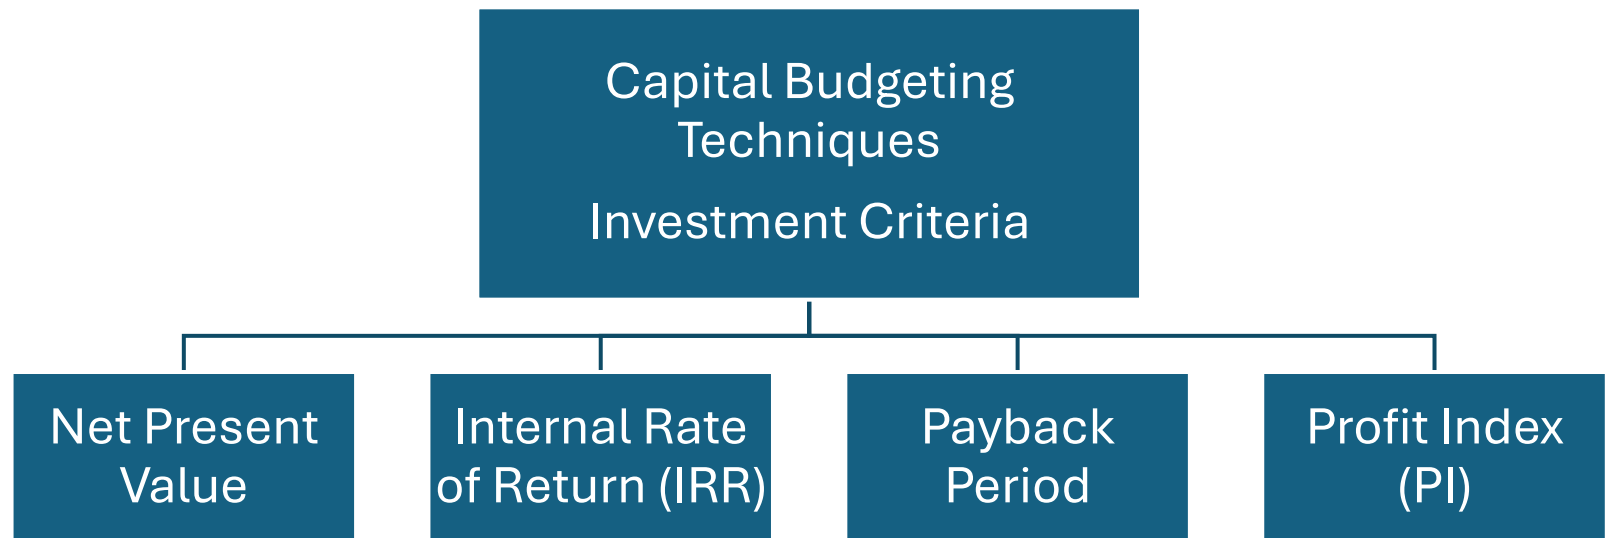 Capital Budgeting
Techniques
Investment Criteria
Net Present
Value
Internal Rate
of Return (IRR)
Payback
Period
Profit Index
(PI)